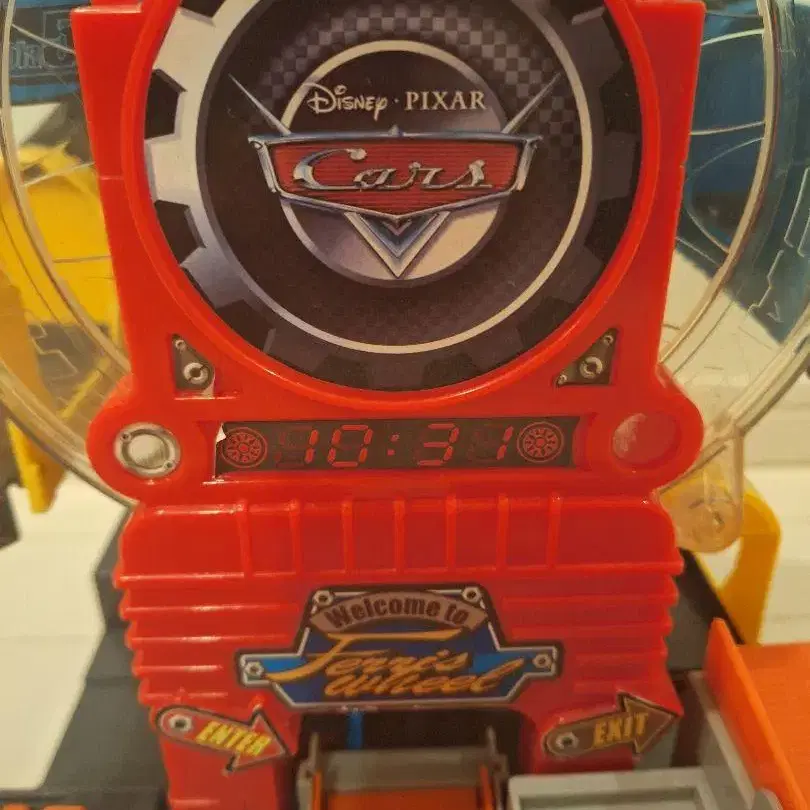 DISNEY · PIXAR
Cars
10:31
Welcome to
Ferris
Wheel
ENTER
EXIT